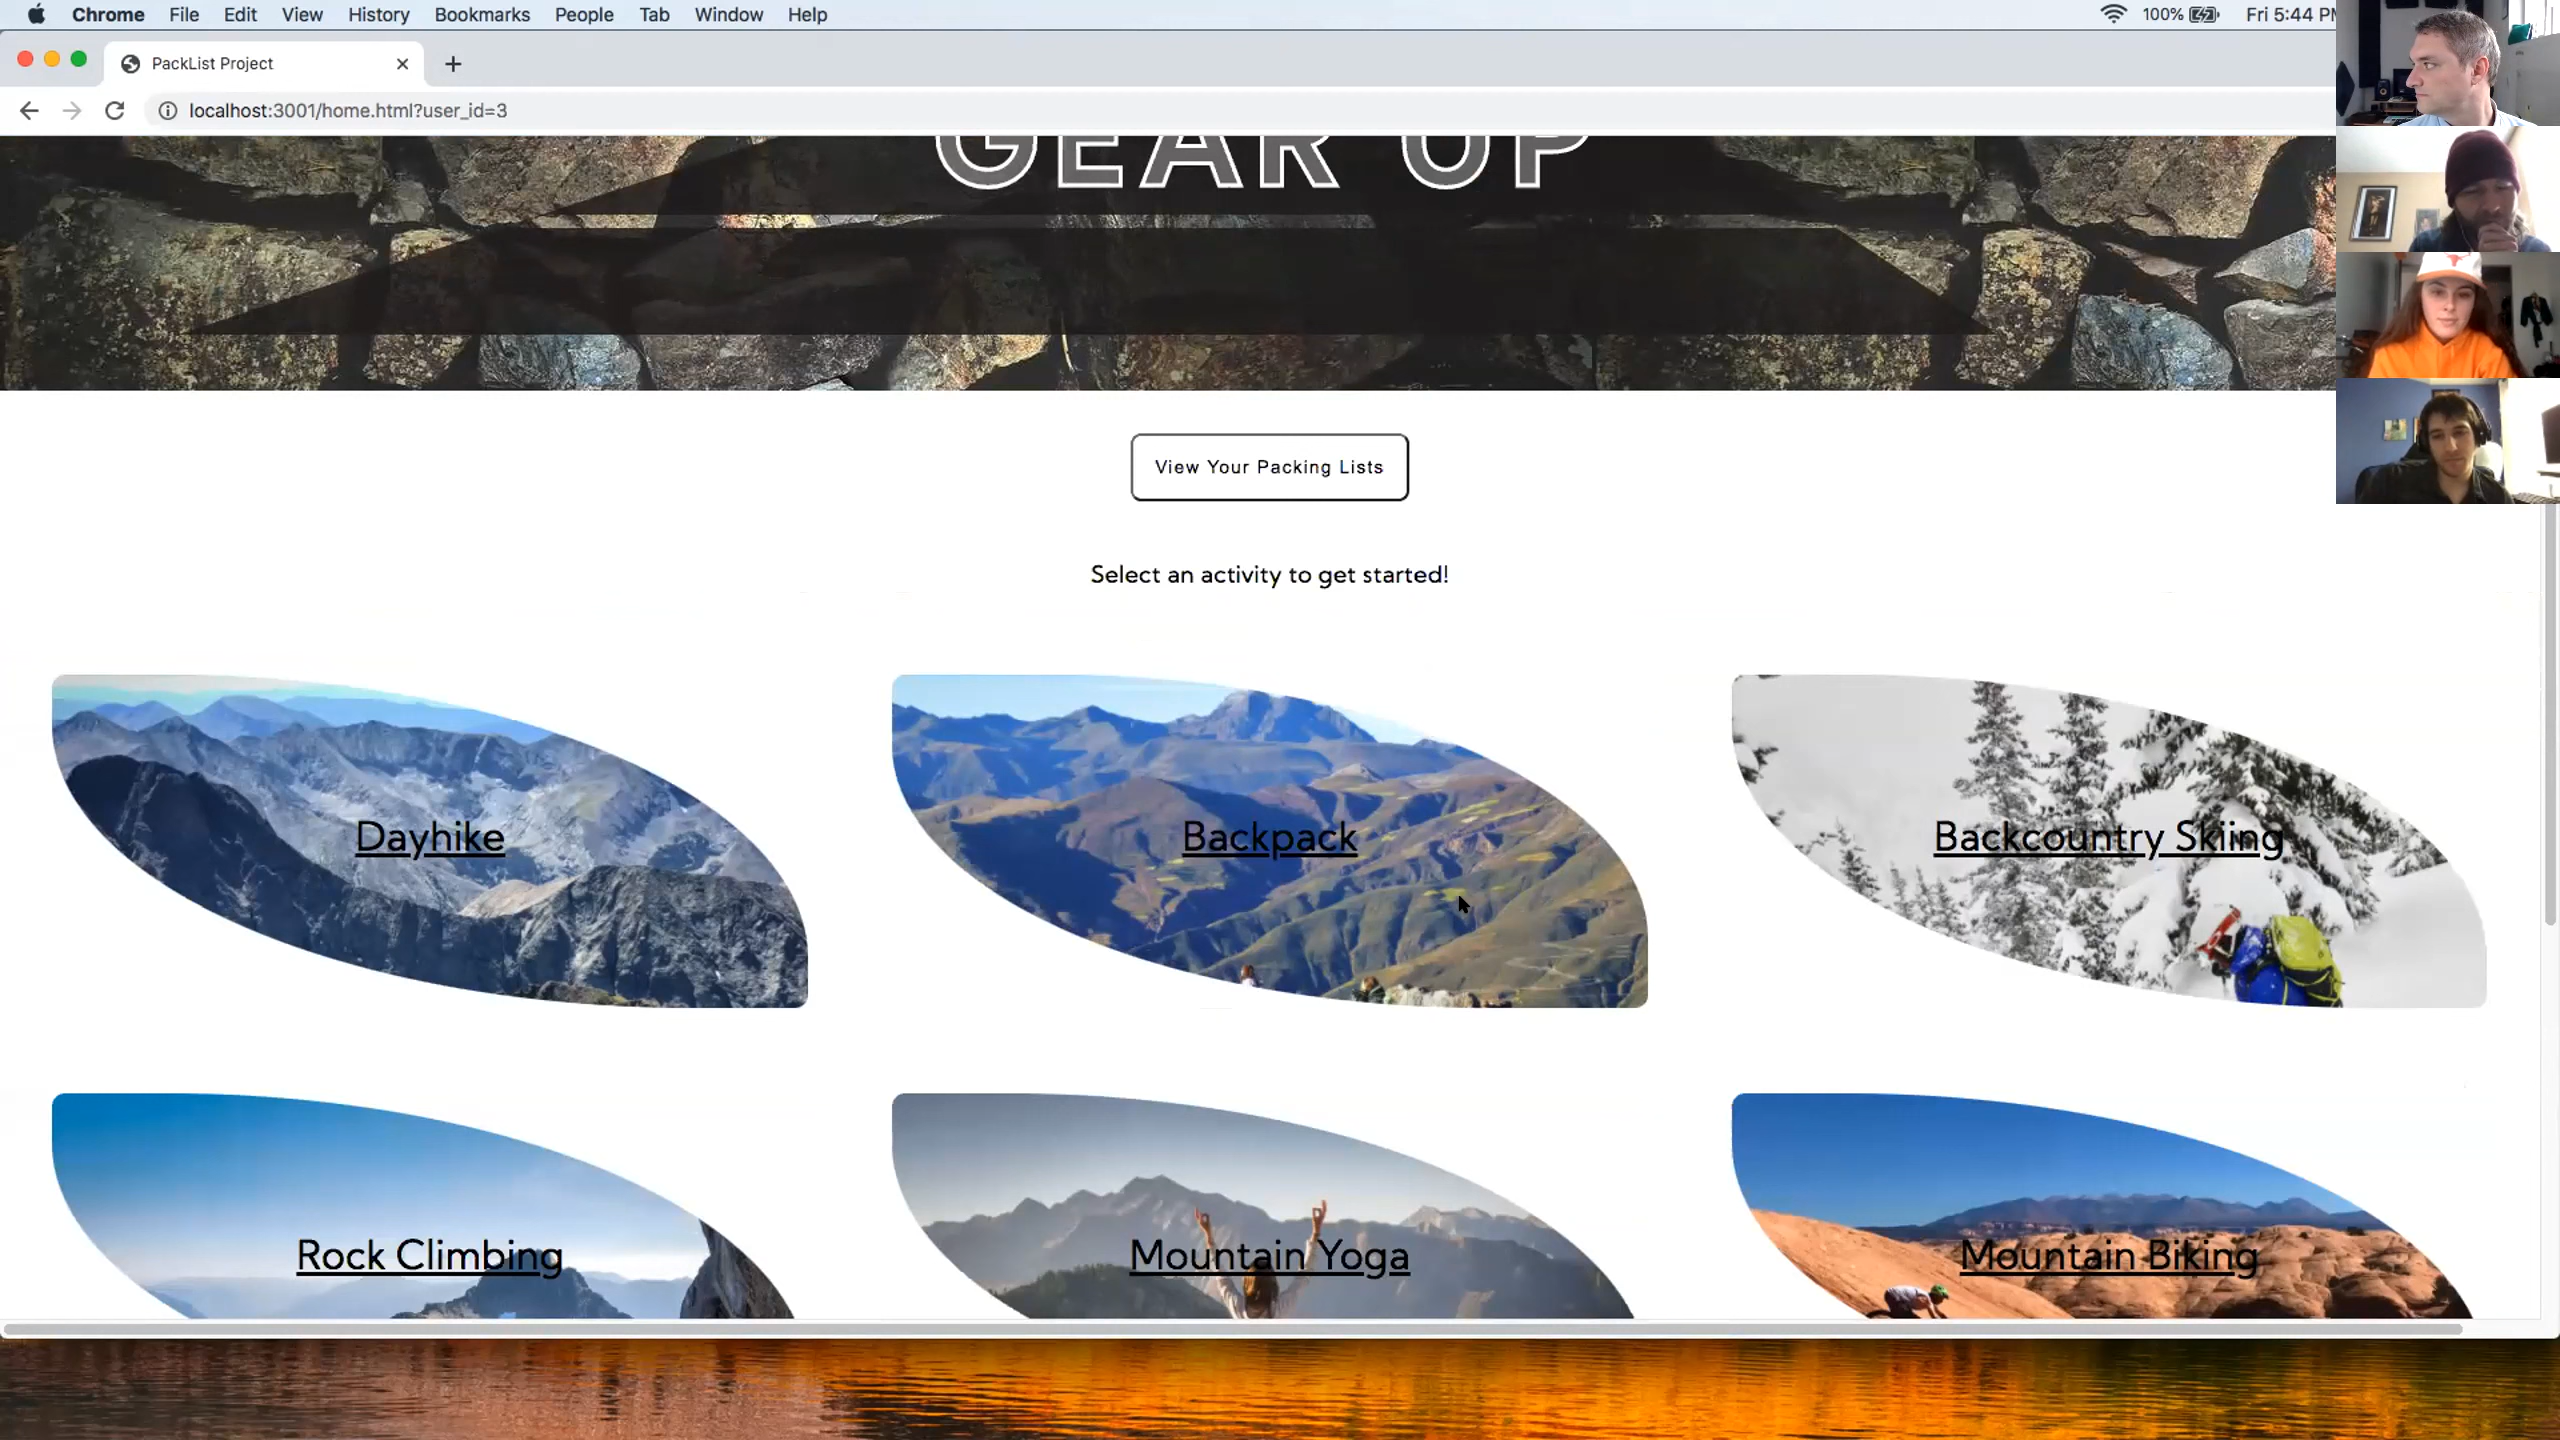 Chrome File Edit View History Bookmarks People Tab Window Help 100% Fri 5:44 PM
PackList Project
localhost:3001/home.html?user_id=3
GEAR UP
View Your Packing Lists
Select an activity to get started!
Dayhike Backpack Backcountry Skiing
Rock Climbing Mountain Yoga Mountain Biking